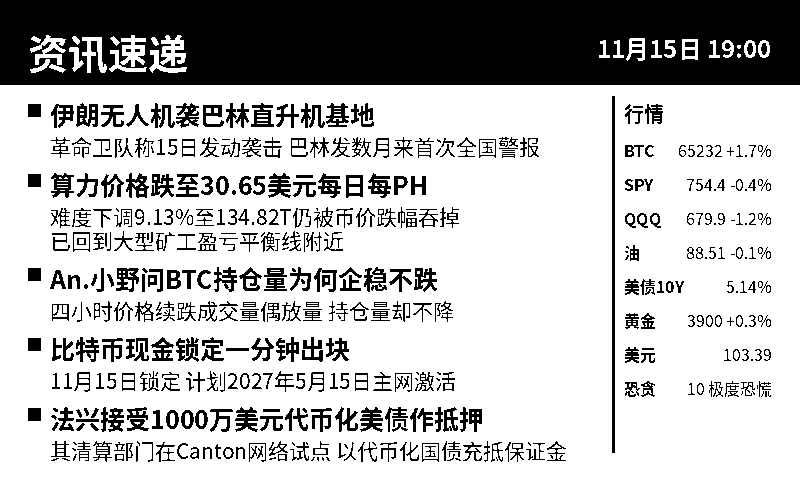 资讯速递
11月15日 19:00
伊朗无人机袭巴林直升机基地
革命卫队称15日发动袭击 巴林发数月来首次全国警报
算力价格跌至30.65美元每日每PH
难度下调9.13%至134.82T仍被币价跌幅吞掉
已回到大型矿工盈亏平衡线附近
An.小野问BTC持仓量为何企稳不跌
四小时价格续跌成交量偶放量 持仓量却不降
比特币现金锁定一分钟出块
11月15日锁定 计划2027年5月15日主网激活
法兴接受1000万美元代币化美债作抵押
其清算部门在Canton网络试点 以代币化国债充抵保证金
行情
BTC 65232 +1.7%
SPY 754.4 -0.4%
QQQ 679.9 -1.2%
油 88.51 -0.1%
美债10Y 5.14%
黄金 3900 +0.3%
美元 103.39
恐贪 10 极度恐慌